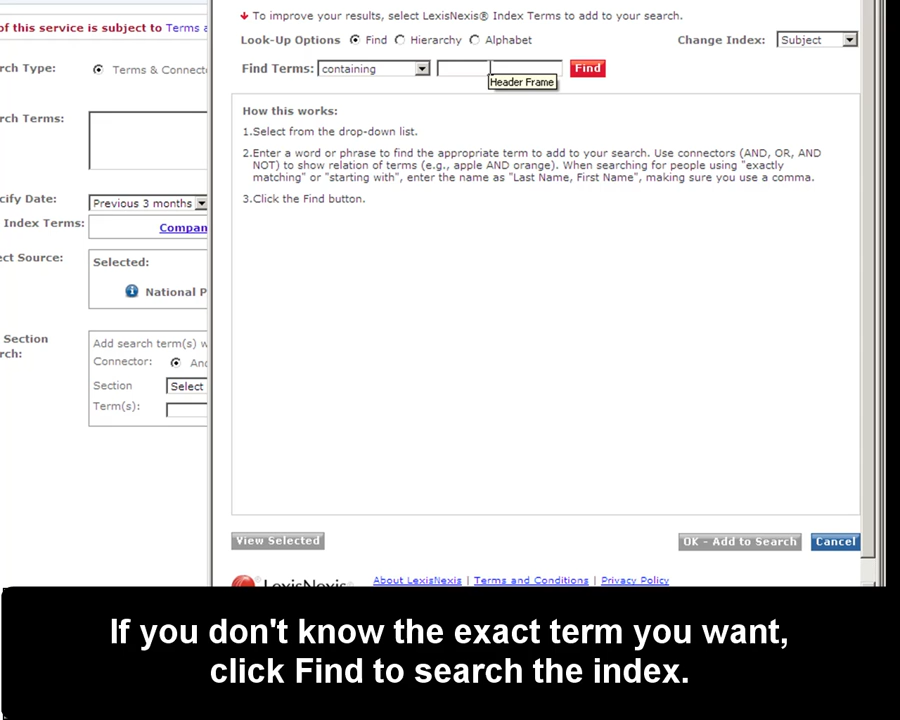 To improve your results, select LexisNexis® Index Terms to add to your search.
of this service is subject to Terms a
Look-Up Options Find Hierarchy Alphabet Change Index: Subject
rch Type: Terms & Connecto
Find Terms: containing Find
Header Frame
How this works:
rch Terms:
1.Select from the drop-down list.
2.Enter a word or phrase to find the appropriate term to add to your search. Use connectors (AND, OR, AND
NOT) to show relation of terms (e.g., apple AND orange). When searching for people using "exactly
matching" or "starting with", enter the name as "Last Name, First Name", making sure you use a comma.
3.Click the Find button.
cify Date: Previous 3 months
Index Terms: Compan
ect Source: Selected:
National P
Section
rch:
Add search term(s) w
Connector: And
Section Select
Term(s):
View Selected OK - Add to Search Cancel
LexisNexis® About LexisNexis | Terms and Conditions | Privacy Policy
If you don't know the exact term you want,
click Find to search the index.